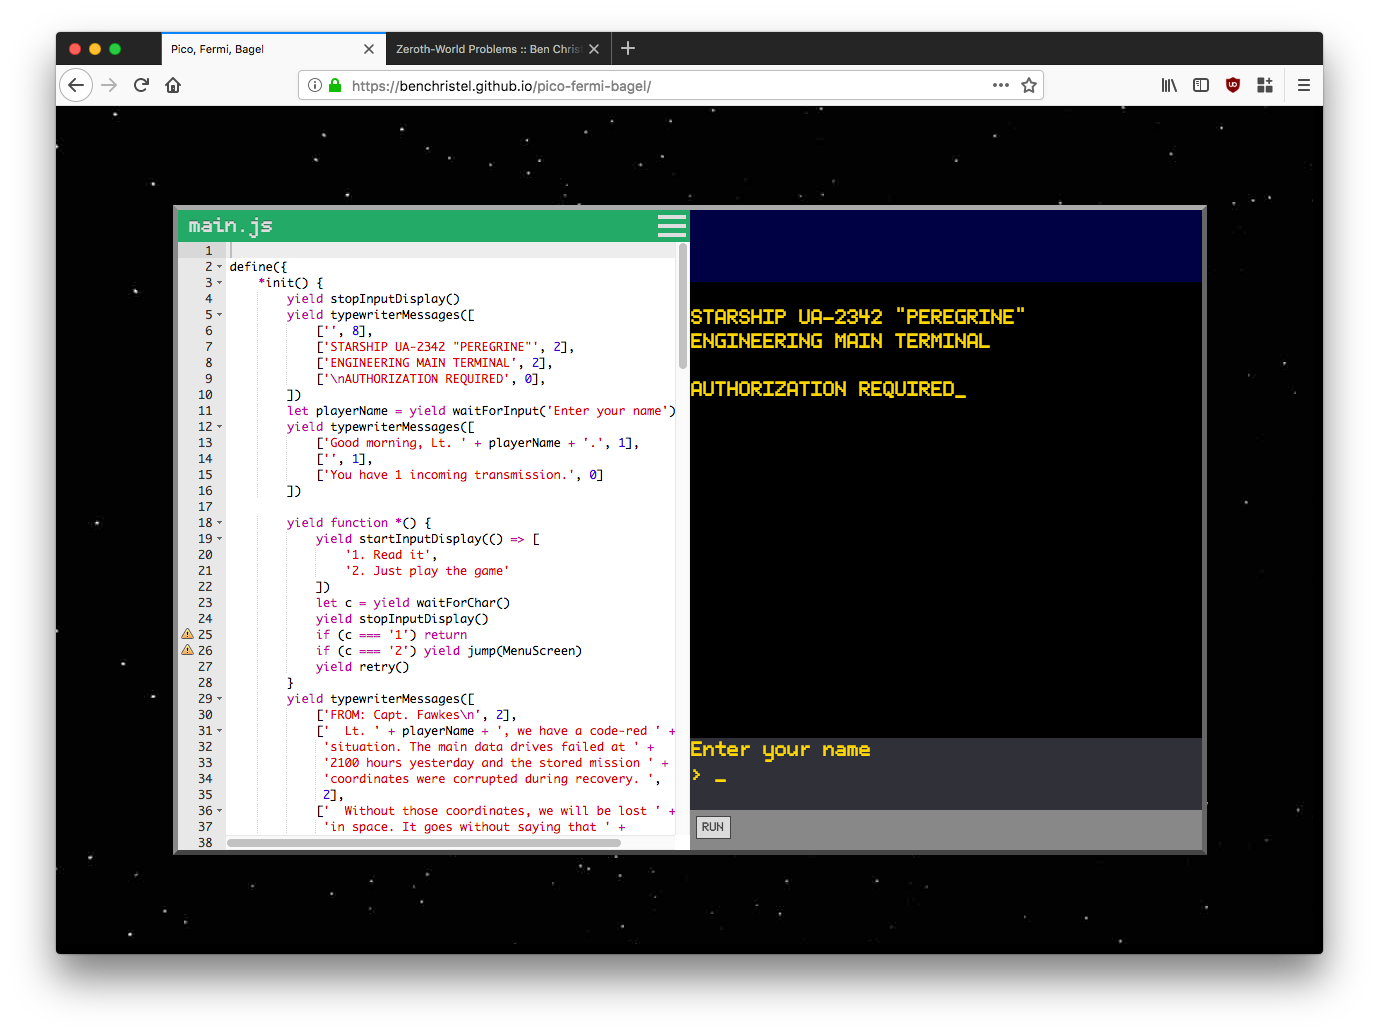 Pico, Fermi, Bagel
Zeroth-World Problems :: Ben Chris
https://benchristel.github.io/pico-fermi-bagel/
main.js
1
2 define({
3     *init() {
4         yield stopInputDisplay()
5         yield typewriterMessages([
6             ['', 8],
7             ['STARSHIP UA-2342 "PEREGRINE"', 2],
8             ['ENGINEERING MAIN TERMINAL', 2],
9             ['\nAUTHORIZATION REQUIRED', 0],
10         ])
11         let playerName = yield waitForInput('Enter your name')
12         yield typewriterMessages([
13             ['Good morning, Lt. ' + playerName + '.', 1],
14             ['', 1],
15             ['You have 1 incoming transmission.', 0]
16         ])
17
18         yield function *() {
19             yield startInputDisplay(() => [
20                 '1. Read it',
21                 '2. Just play the game'
22             ])
23             let c = yield waitForChar()
24             yield stopInputDisplay()
25             if (c === '1') return
26             if (c === '2') yield jump(MenuScreen)
27             yield retry()
28         }
29         yield typewriterMessages([
30             ['FROM: Capt. Fawkes\n', 2],
31             ['  Lt. ' + playerName + ', we have a code-red ' +
32              'situation. The main data drives failed at ' +
33              '2100 hours yesterday and the stored mission ' +
34              'coordinates were corrupted during recovery. ',
35              2],
36             ['  Without those coordinates, we will be lost ' +
37              'in space. It goes without saying that ' +
38
STARSHIP UA-2342 "PEREGRINE"
ENGINEERING MAIN TERMINAL
AUTHORIZATION REQUIRED_
Enter your name
> _
RUN